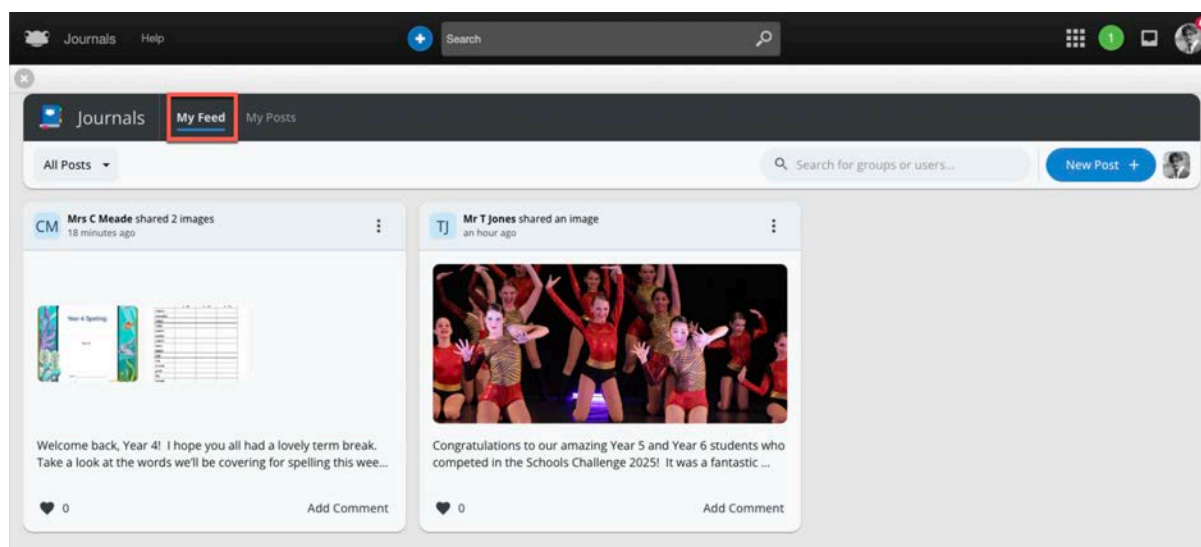 Journals Help Search 1
Journals My Feed My Posts
All Posts Search for groups or users... New Post +
CM Mrs C Meade shared 2 images
18 minutes ago
Year 4 Spelling
Welcome back, Year 4! I hope you all had a lovely term break.
Take a look at the words we'll be covering for spelling this wee...
0 Add Comment
TJ Mr T Jones shared an image
an hour ago
Congratulations to our amazing Year 5 and Year 6 students who
competed in the Schools Challenge 2025! It was a fantastic ...
0 Add Comment